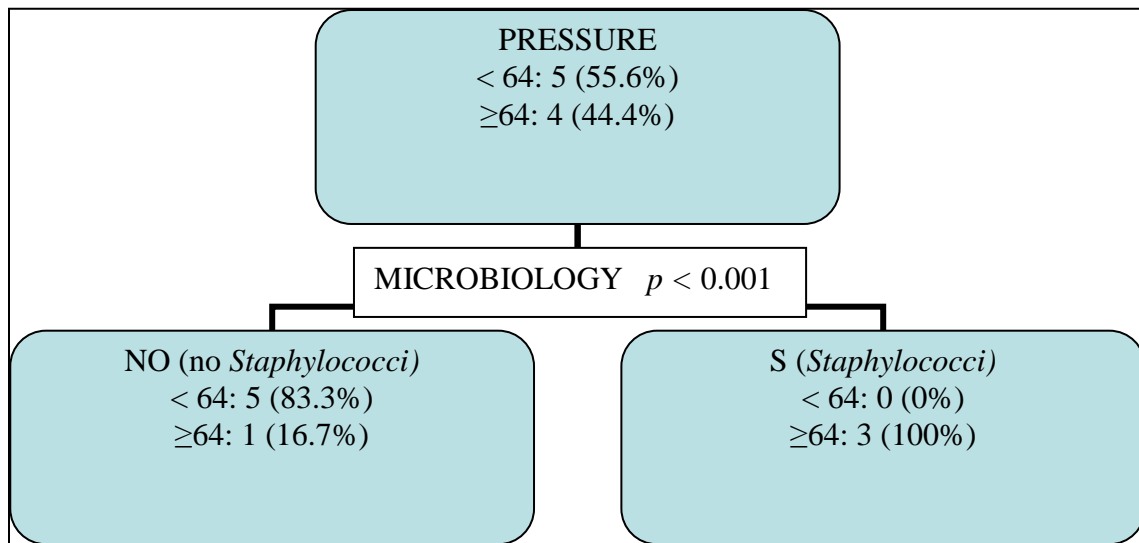 PRESSURE
< 64: 5 (55.6%)
≥64: 4 (44.4%)
MICROBIOLOGY p < 0.001
NO (no Staphylococci)
< 64: 5 (83.3%)
≥64: 1 (16.7%)
S (Staphylococci)
< 64: 0 (0%)
≥64: 3 (100%)